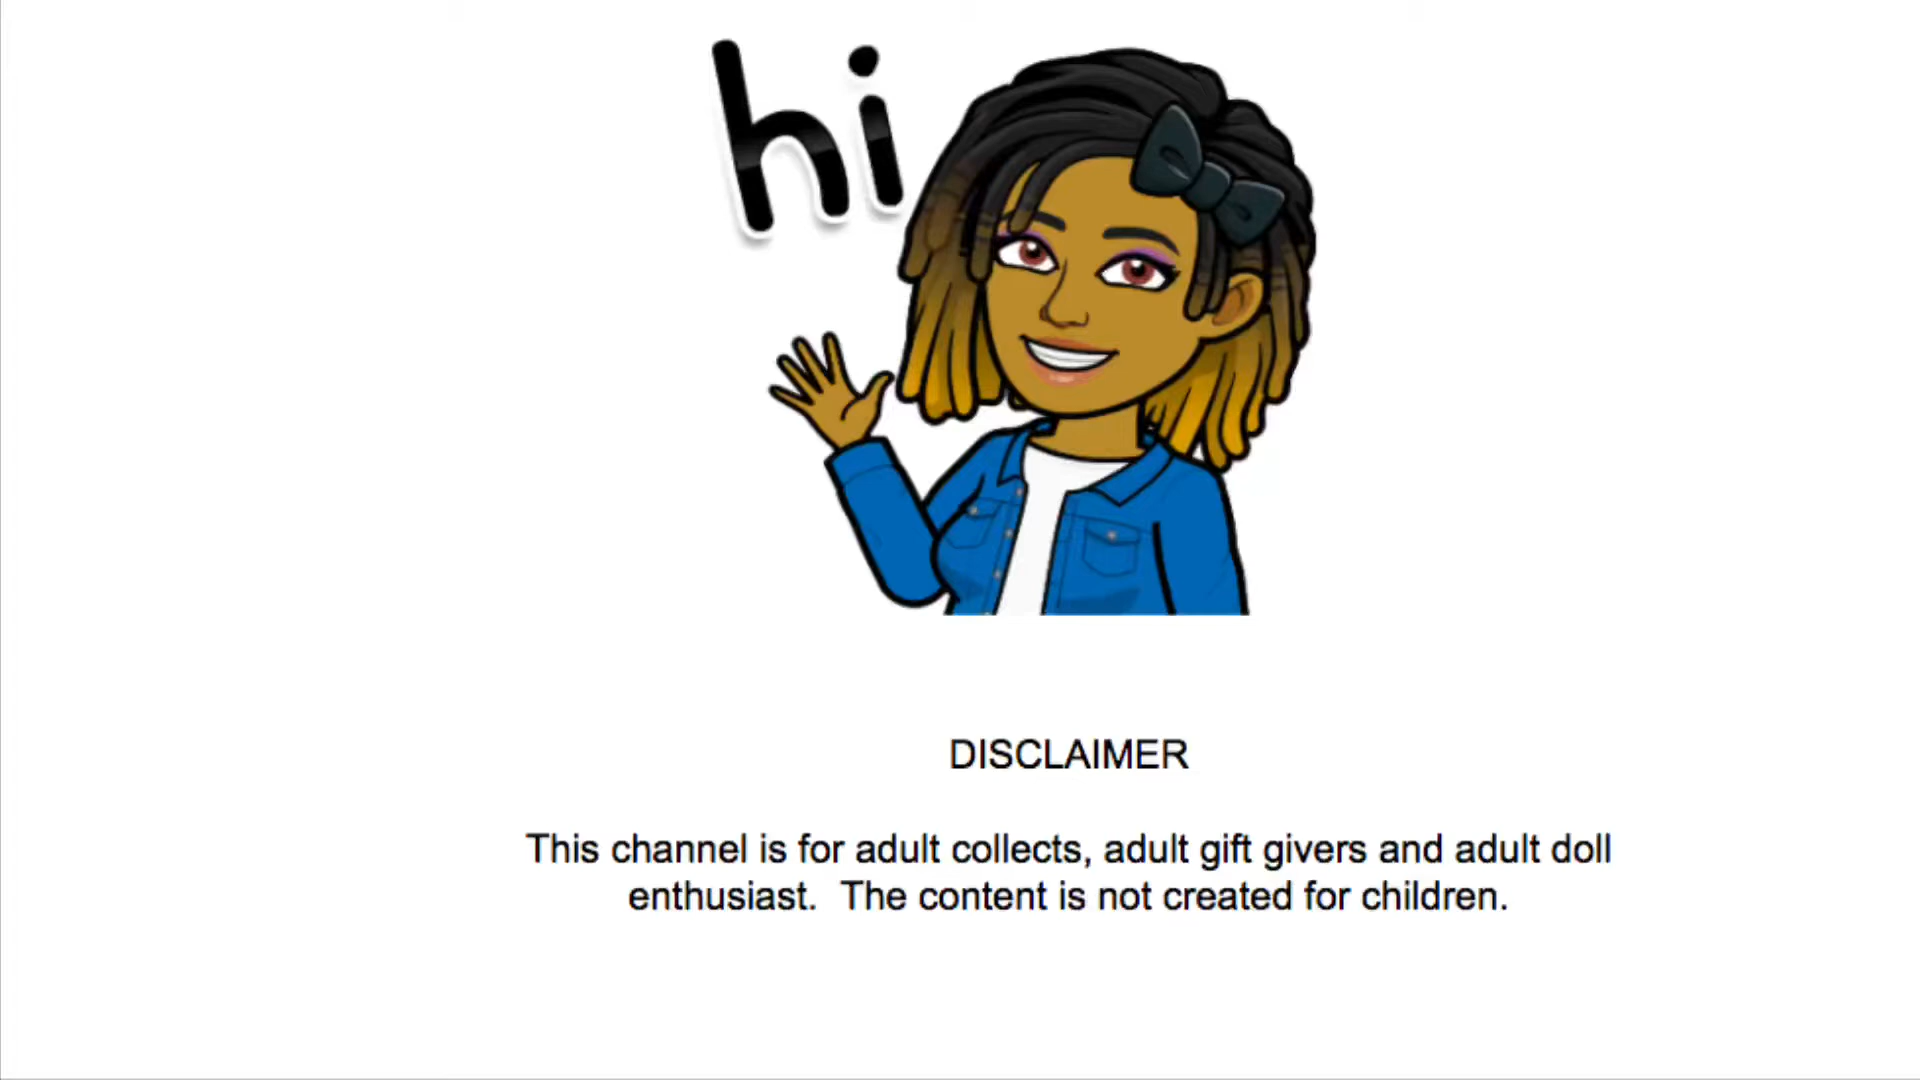 hi
DISCLAIMER
This channel is for adult collects, adult gift givers and adult doll
enthusiast.  The content is not created for children.